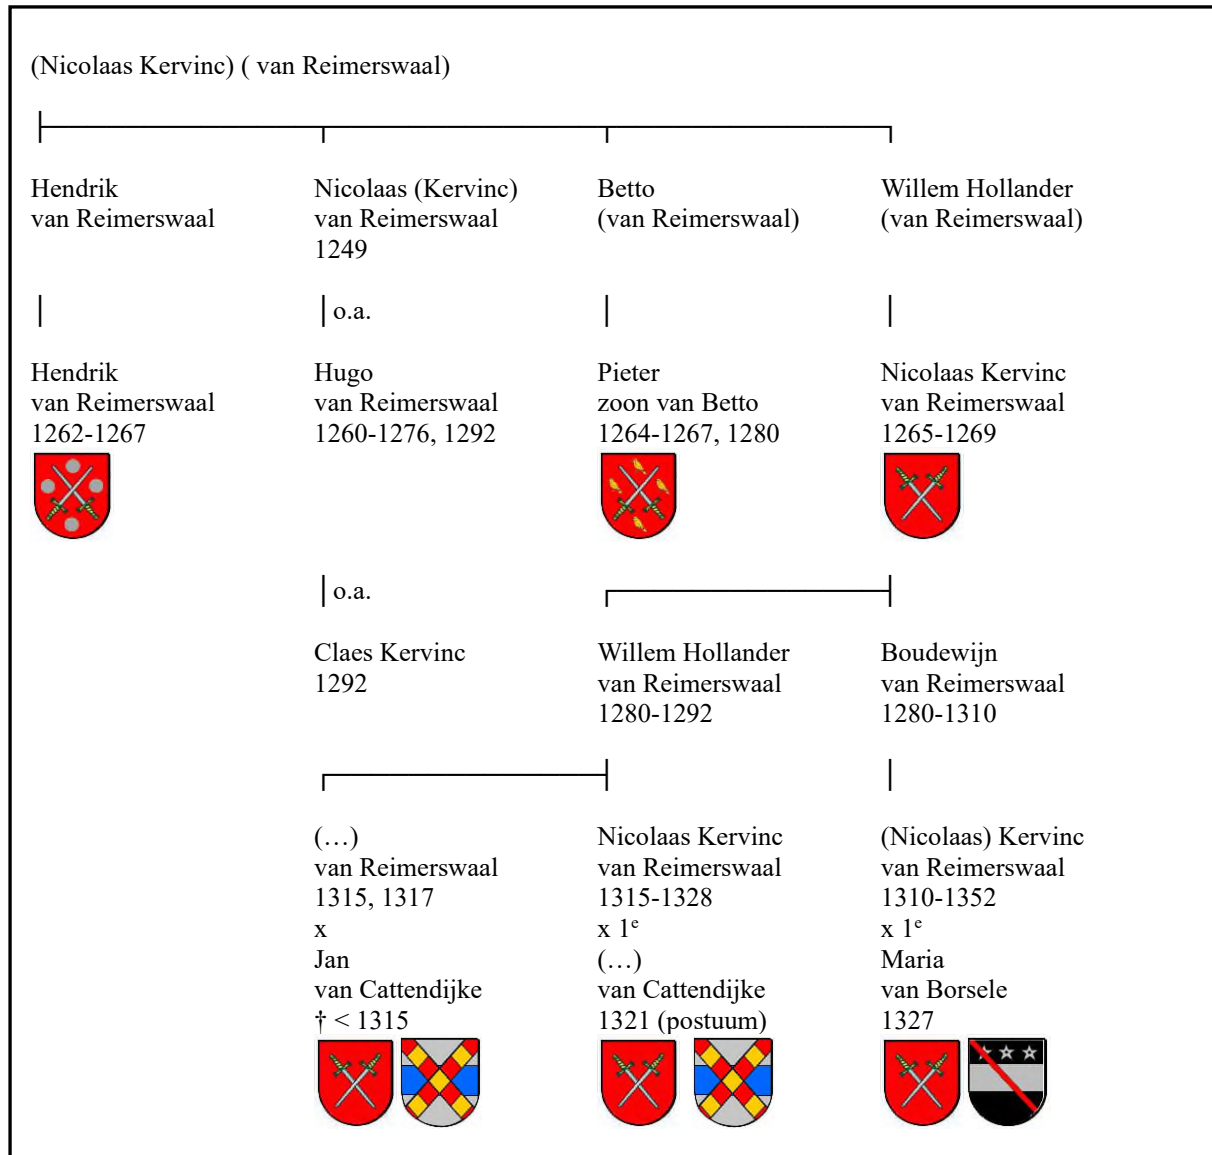 (Nicolaas Kervinc) ( van Reimerswaal)
Hendrik
van Reimerswaal
Nicolaas (Kervinc)
van Reimerswaal
1249
Betto
(van Reimerswaal)
Willem Hollander
(van Reimerswaal)
o.a.
Hendrik
van Reimerswaal
1262-1267
Hugo
van Reimerswaal
1260-1276, 1292
Pieter
zoon van Betto
1264-1267, 1280
Nicolaas Kervinc
van Reimerswaal
1265-1269
o.a.
Claes Kervinc
1292
Willem Hollander
van Reimerswaal
1280-1292
Boudewijn
van Reimerswaal
1280-1310
(…)
van Reimerswaal
1315, 1317
x
Jan
van Cattendijke
† < 1315
Nicolaas Kervinc
van Reimerswaal
1315-1328
x 1e
(…)
van Cattendijke
1321 (postuum)
(Nicolaas) Kervinc
van Reimerswaal
1310-1352
x 1e
Maria
van Borsele
1327